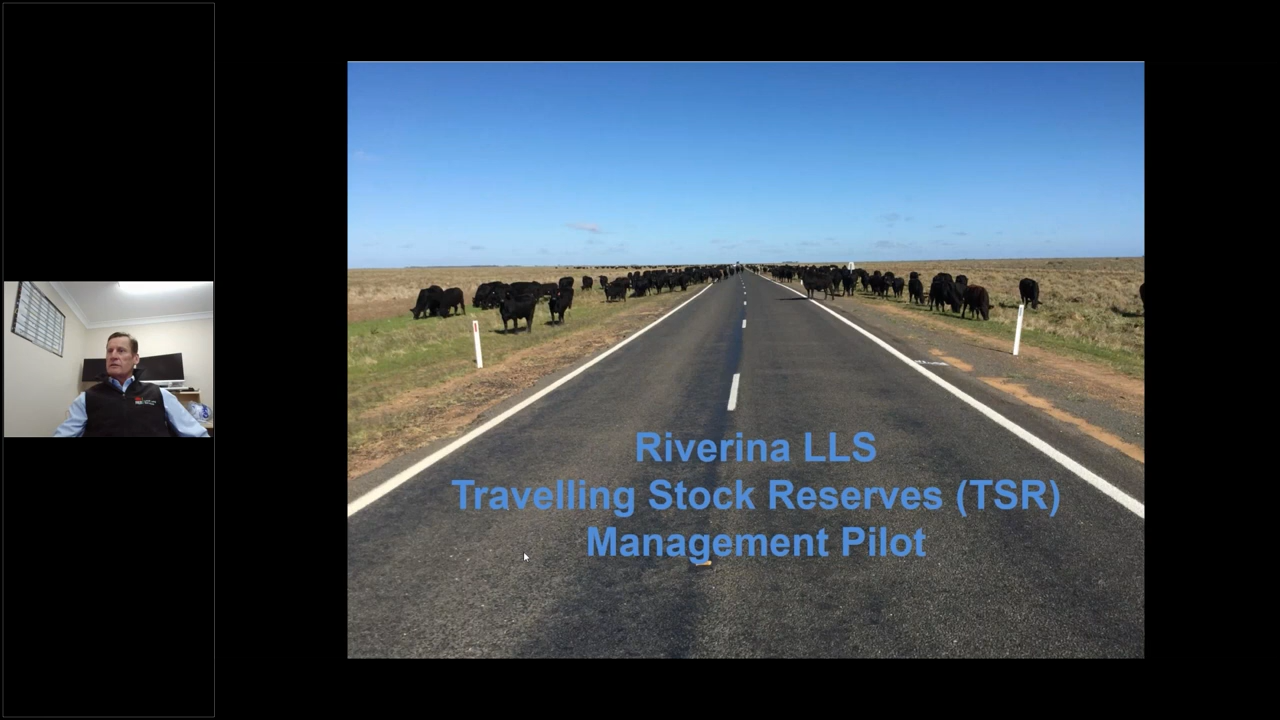 Riverina LLS
Travelling Stock Reserves (TSR)
Management Pilot